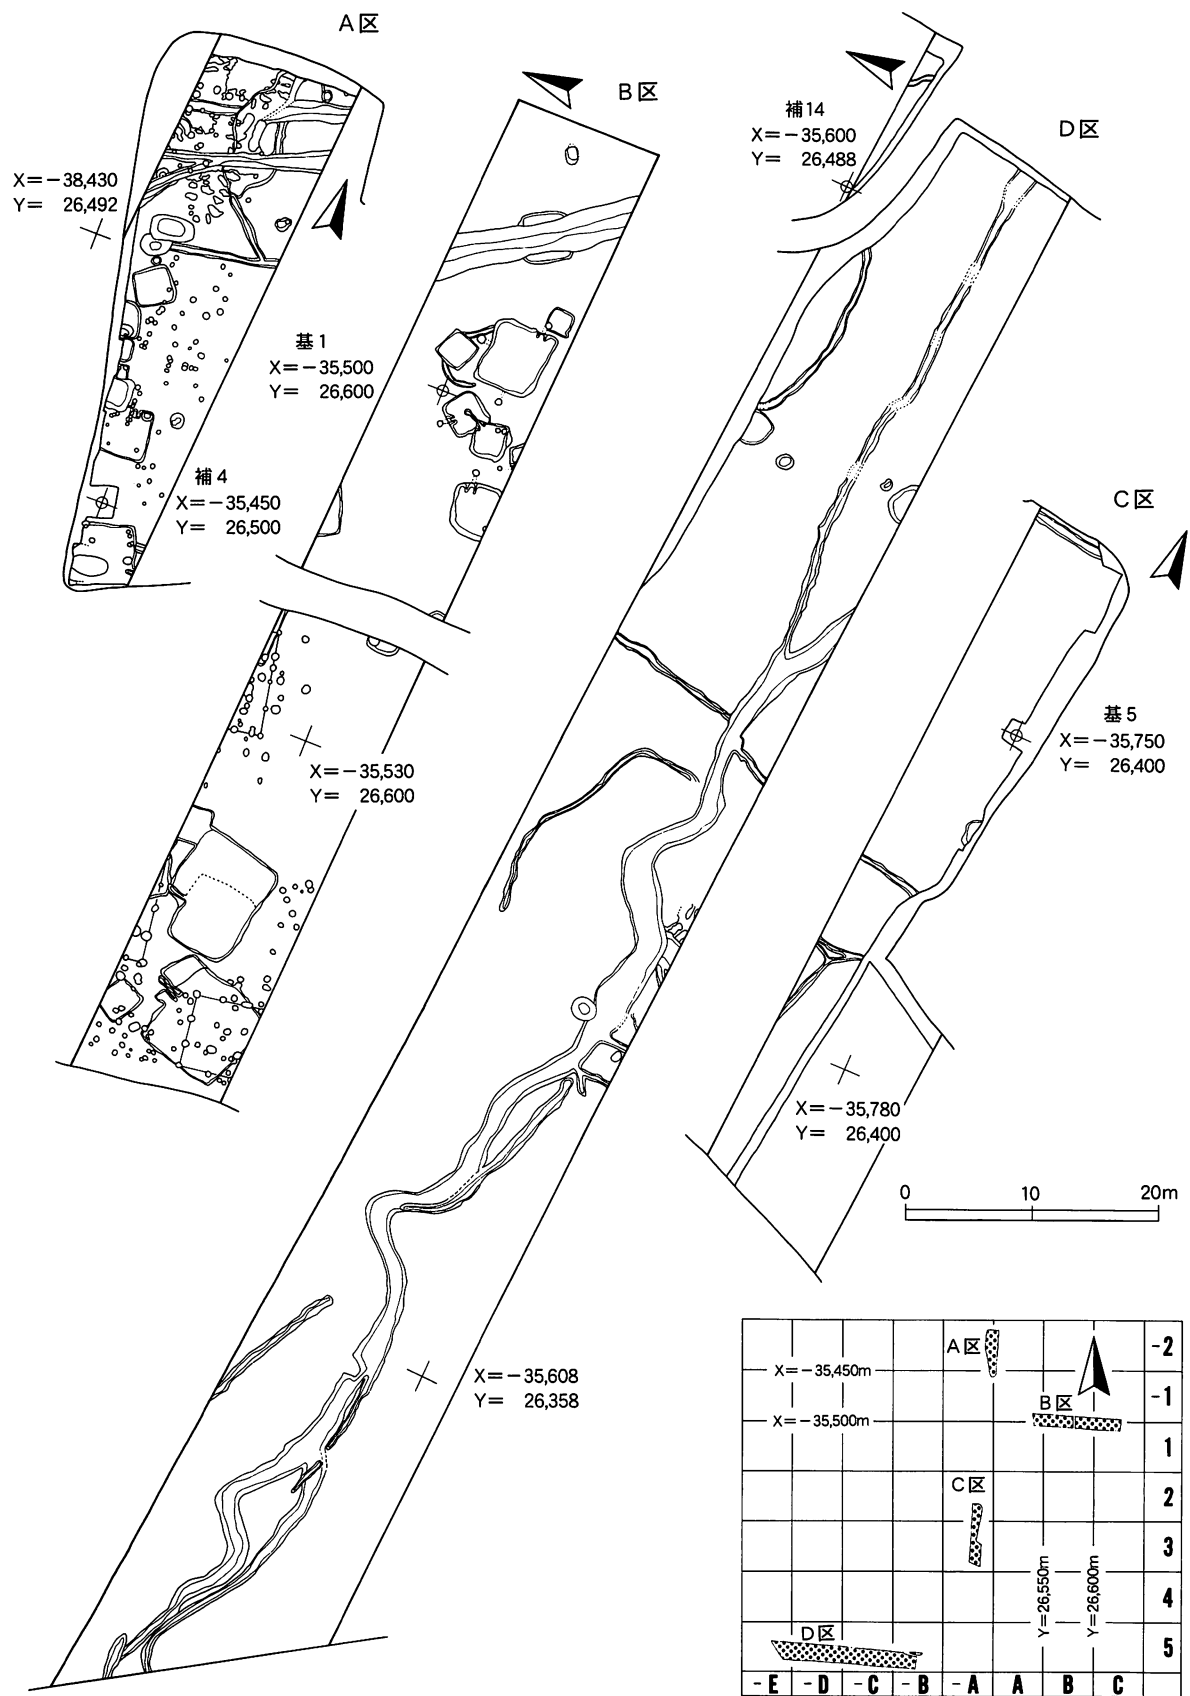 A区
X=−38,430
Y= 26,492
補4
X=−35,450
Y= 26,500
B区
基1
X=−35,500
Y= 26,600
X=−35,530
Y= 26,600
補14
X=−35,600
Y= 26,488
D区
X=−35,608
Y= 26,358
C区
基5
X=−35,750
Y= 26,400
X=−35,780
Y= 26,400
0 10 20m
A区
X=−35,450m
B区
X=−35,500m
C区
D区
Y=26,550m
Y=26,600m
-2
-1
1
2
3
4
5
-E -D -C -B -A A B C